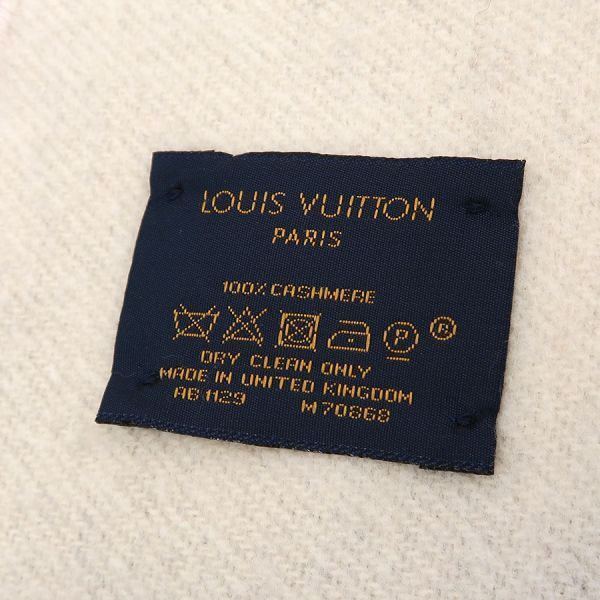 LOUIS VUITTON
PARIS
100% CASHMERE
P ®
DRY CLEAN ONLY
MADE IN UNITED KINGDOM
AB 1129 M70868